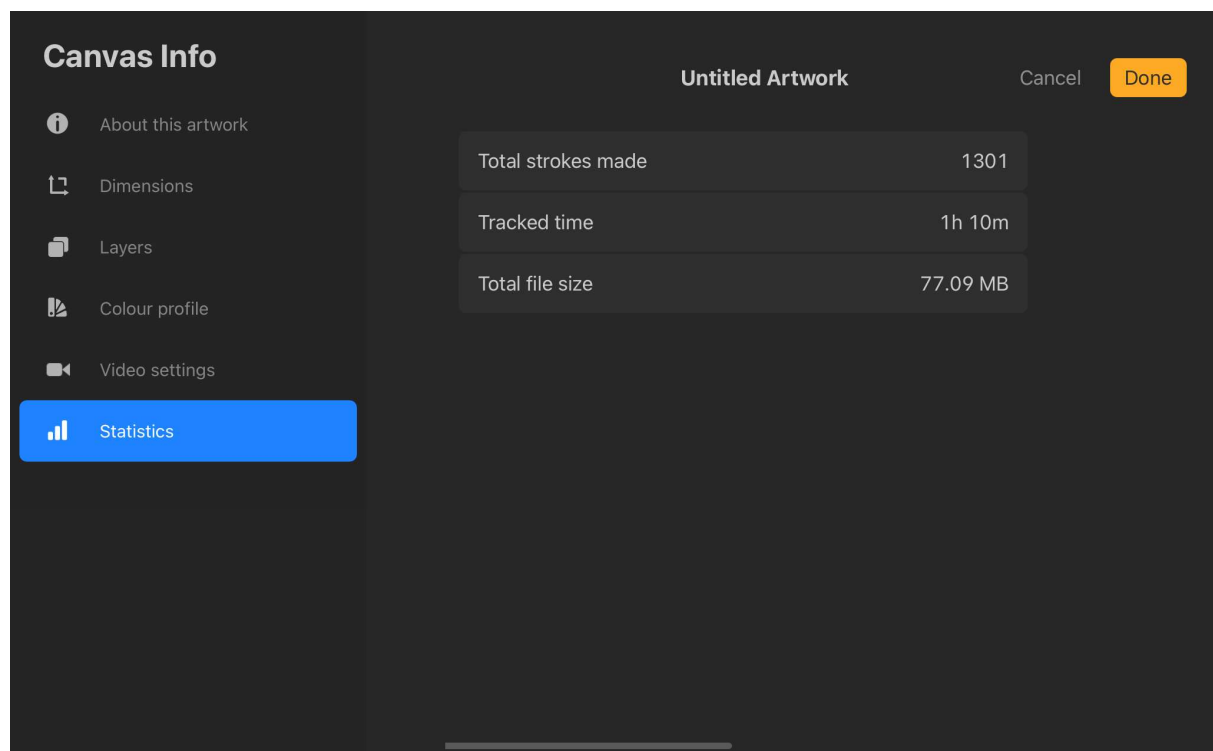 Canvas Info
About this artwork
Dimensions
Layers
Colour profile
Video settings
Statistics
Untitled Artwork
Cancel
Done
Total strokes made 1301
Tracked time 1h 10m
Total file size 77.09 MB